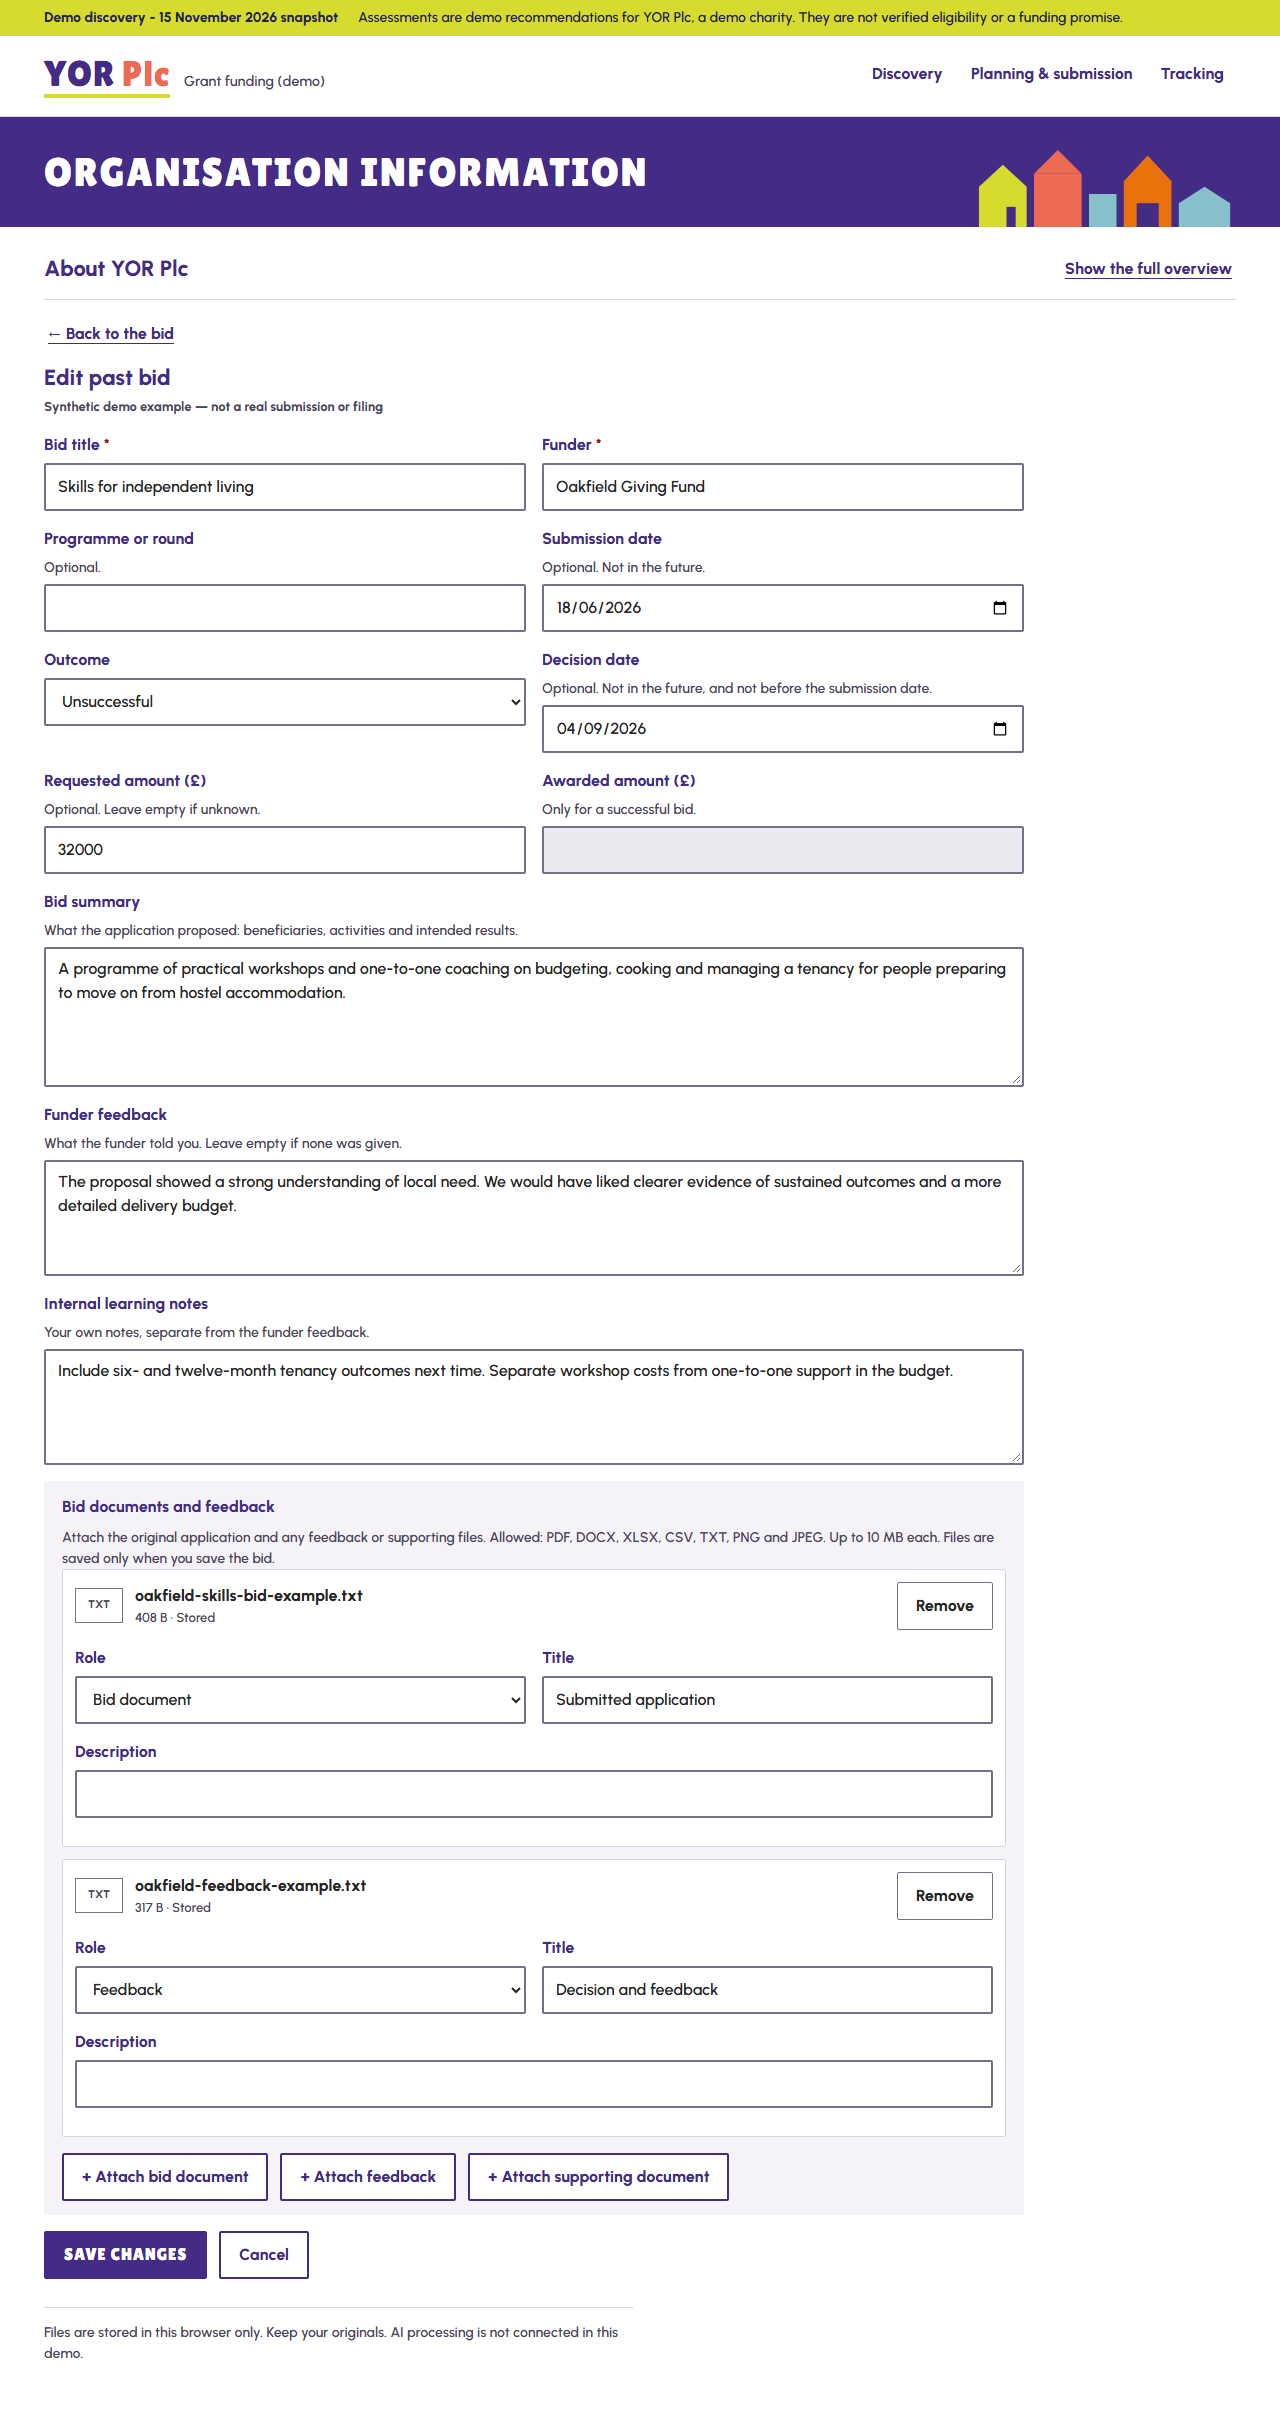 Demo discovery - 15 November 2026 snapshot Assessments are demo recommendations for YOR Plc, a demo charity. They are not verified eligibility or a funding promise.
YOR Plc Grant funding (demo) Discovery Planning & submission Tracking
ORGANISATION INFORMATION
About YOR Plc Show the full overview
← Back to the bid
Edit past bid
Synthetic demo example — not a real submission or filing
Bid title * Funder *
Skills for independent living Oakfield Giving Fund
Programme or round Submission date
Optional. Optional. Not in the future.
18/06/2026
Outcome Decision date
Optional. Not in the future, and not before the submission date.
Unsuccessful
04/09/2026
Requested amount (£) Awarded amount (£)
Optional. Leave empty if unknown. Only for a successful bid.
32000
Bid summary
What the application proposed: beneficiaries, activities and intended results.
A programme of practical workshops and one-to-one coaching on budgeting, cooking and managing a tenancy for people preparing
to move on from hostel accommodation.
Funder feedback
What the funder told you. Leave empty if none was given.
The proposal showed a strong understanding of local need. We would have liked clearer evidence of sustained outcomes and a more
detailed delivery budget.
Internal learning notes
Your own notes, separate from the funder feedback.
Include six- and twelve-month tenancy outcomes next time. Separate workshop costs from one-to-one support in the budget.
Bid documents and feedback
Attach the original application and any feedback or supporting files. Allowed: PDF, DOCX, XLSX, CSV, TXT, PNG and JPEG. Up to 10 MB each. Files are
saved only when you save the bid.
TXT oakfield-skills-bid-example.txt Remove
408 B · Stored
Role Title
Bid document Submitted application
Description
TXT oakfield-feedback-example.txt Remove
317 B · Stored
Role Title
Feedback Decision and feedback
Description
+ Attach bid document + Attach feedback + Attach supporting document
SAVE CHANGES Cancel
Files are stored in this browser only. Keep your originals. AI processing is not connected in this
demo.